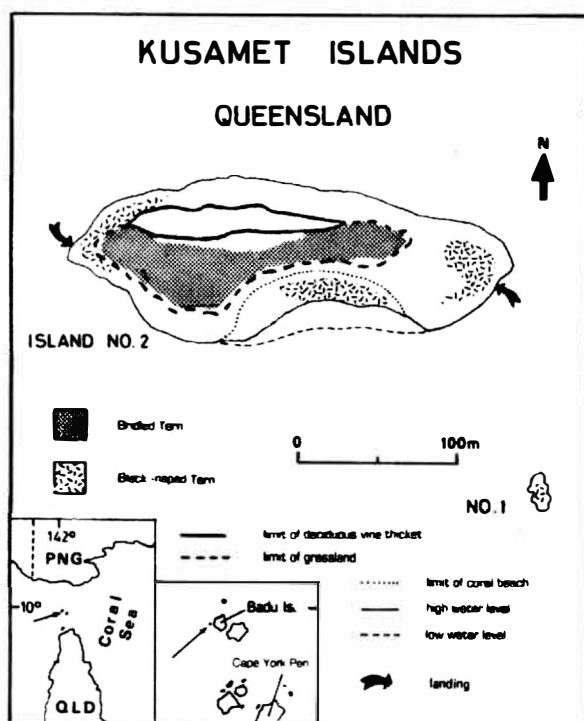 KUSAMET ISLANDS
QUEENSLAND
N
ISLAND NO.2
Bridled Tern
Black-naped Tern
0 100m
NO.1
limit of deciduous vine thicket
limit of grassland
limit of coral beach
high water level
low water level
landing
142°
PNG
10°
Coral
Sea
QLD
Badu Is.
Cape York Pen